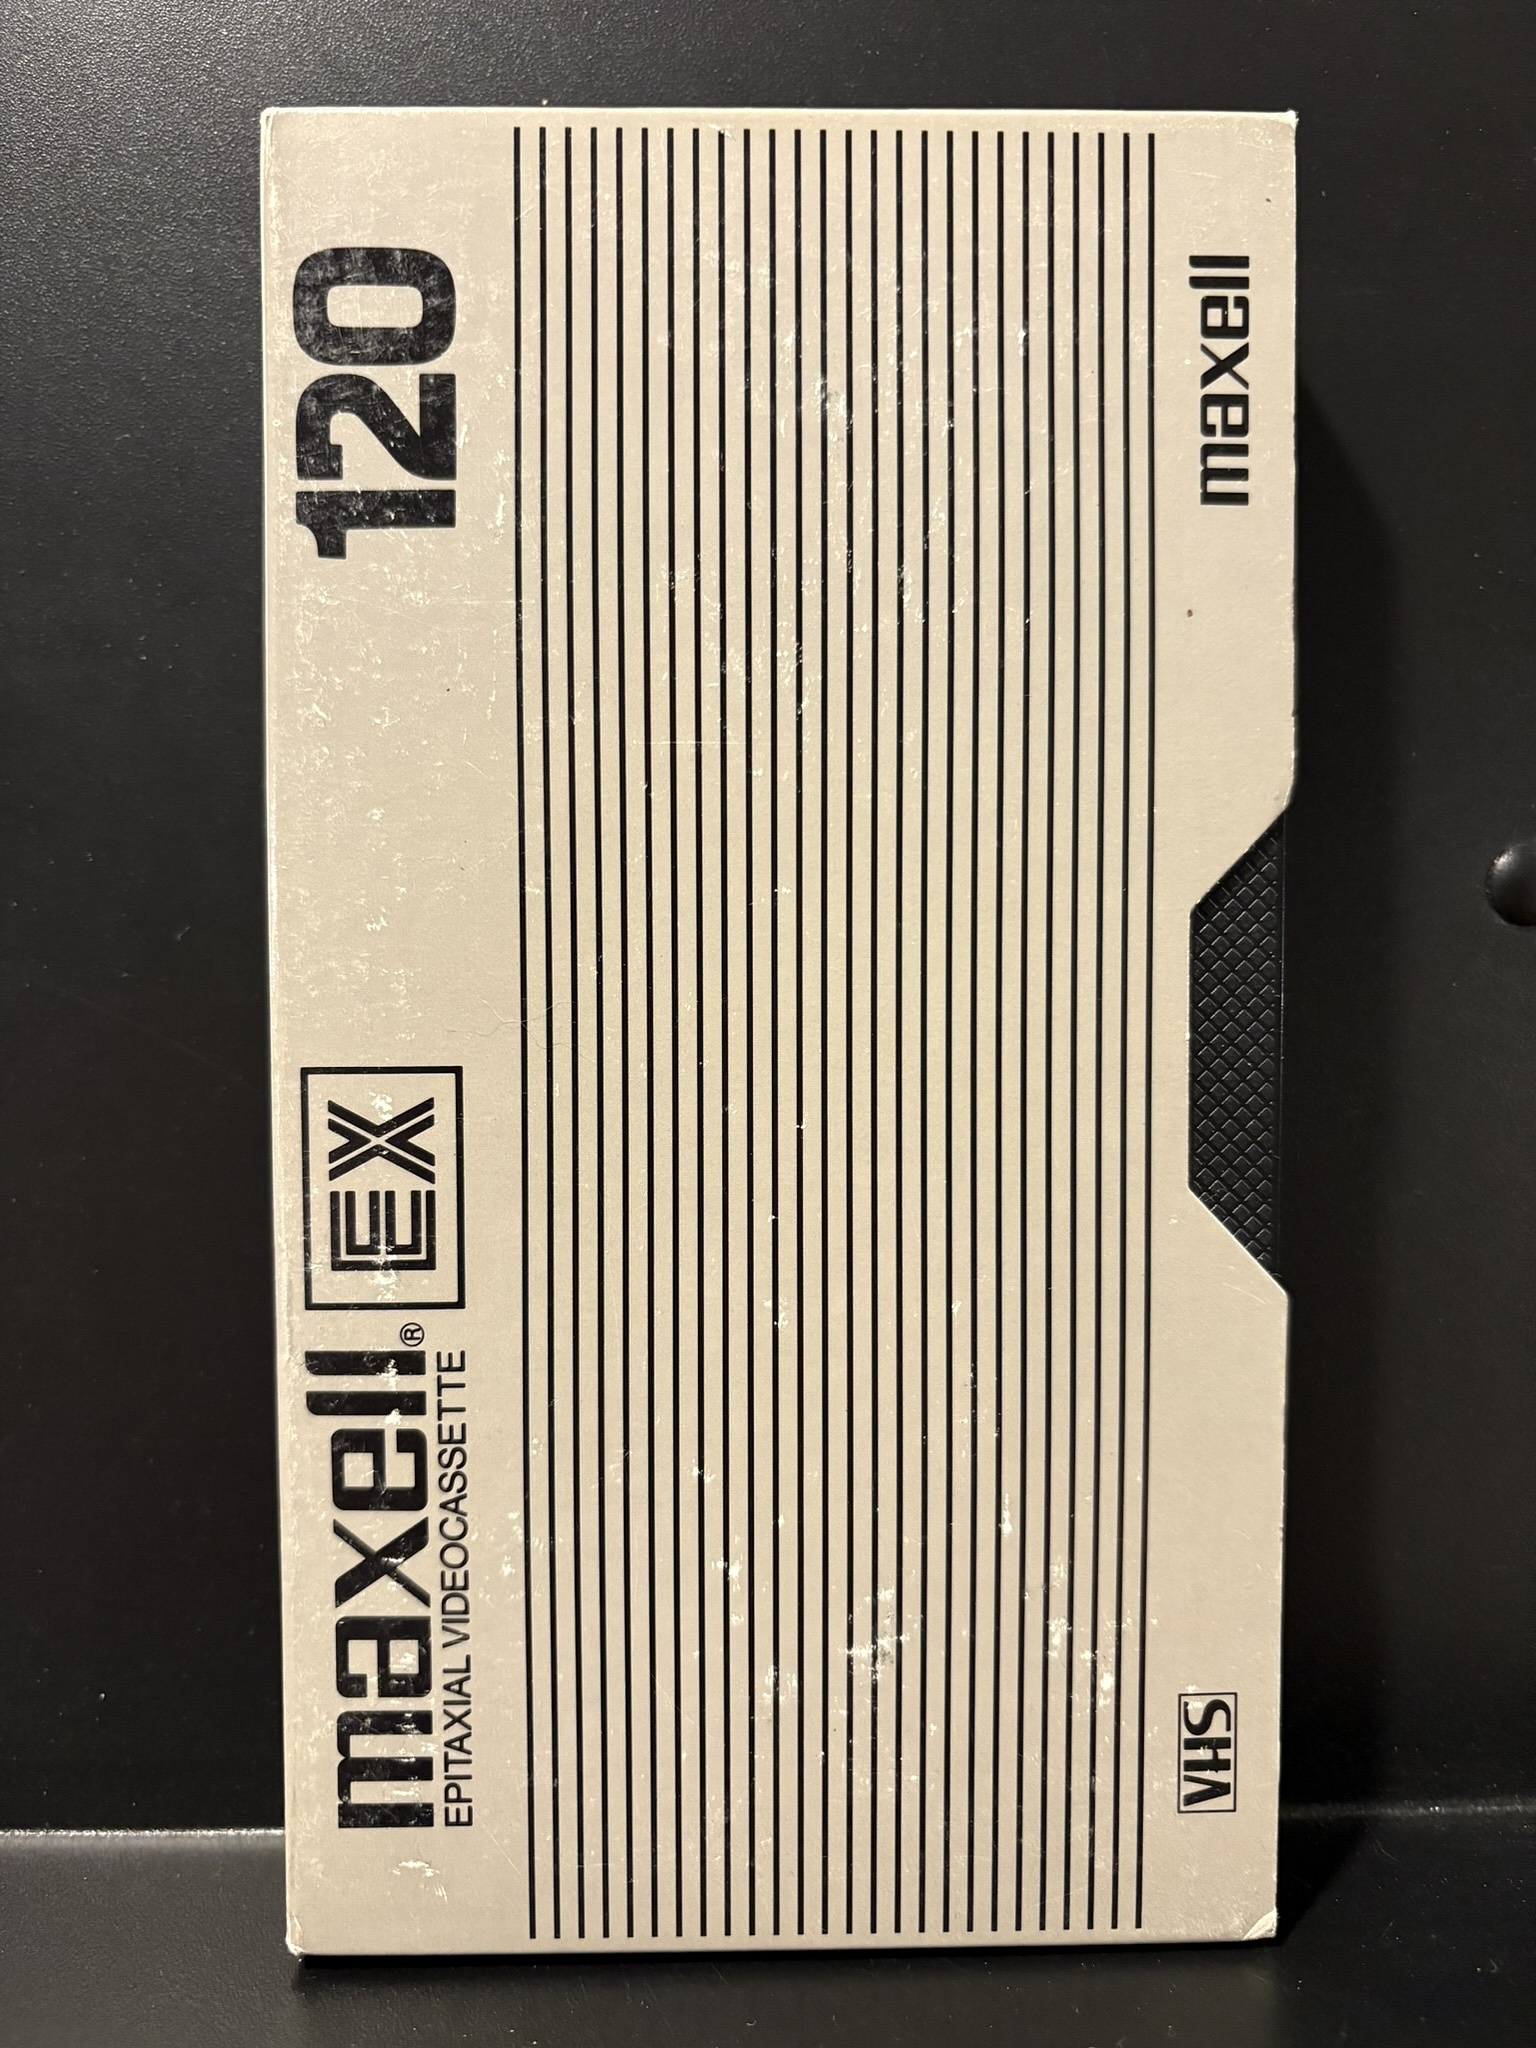 maxell® EX 120
EPITAXIAL VIDEOCASSETTE
VHS maxell